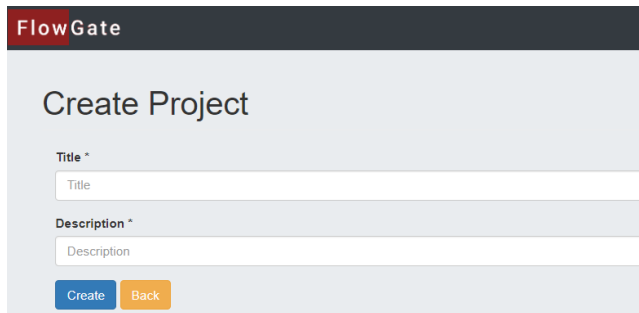 FlowGate
Create Project
Title *
Title
Description *
Description
Create Back